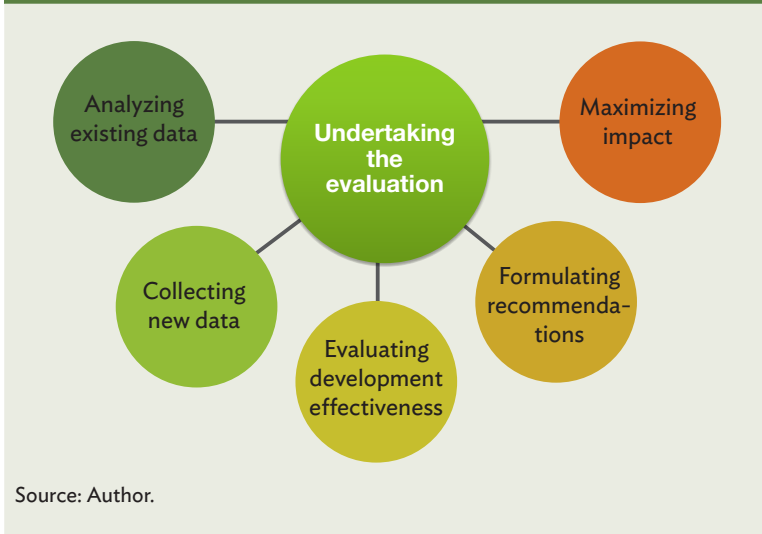 Undertaking
the
evaluation
Analyzing
existing data
Collecting
new data
Evaluating
development
effectiveness
Formulating
recommenda-
tions
Maximizing
impact
Source: Author.